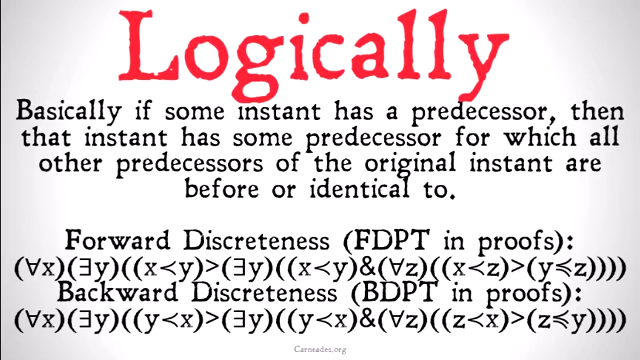 Logically
Basically if some instant has a predecessor, then
that instant has some predecessor for which all
other predecessors of the original instant are
before or identical to.
Forward Discreteness (FDPT in proofs):
(∀x)(∃y)((x≺y)>(∃y)((x≺y)&(∀z)((x≺z)>(y≼z))))
Backward Discreteness (BDPT in proofs):
(∀x)(∃y)((y≺x)>(∃y)((y≺x)&(∀z)((z≺x)>(z≼y))))
Carneades.org